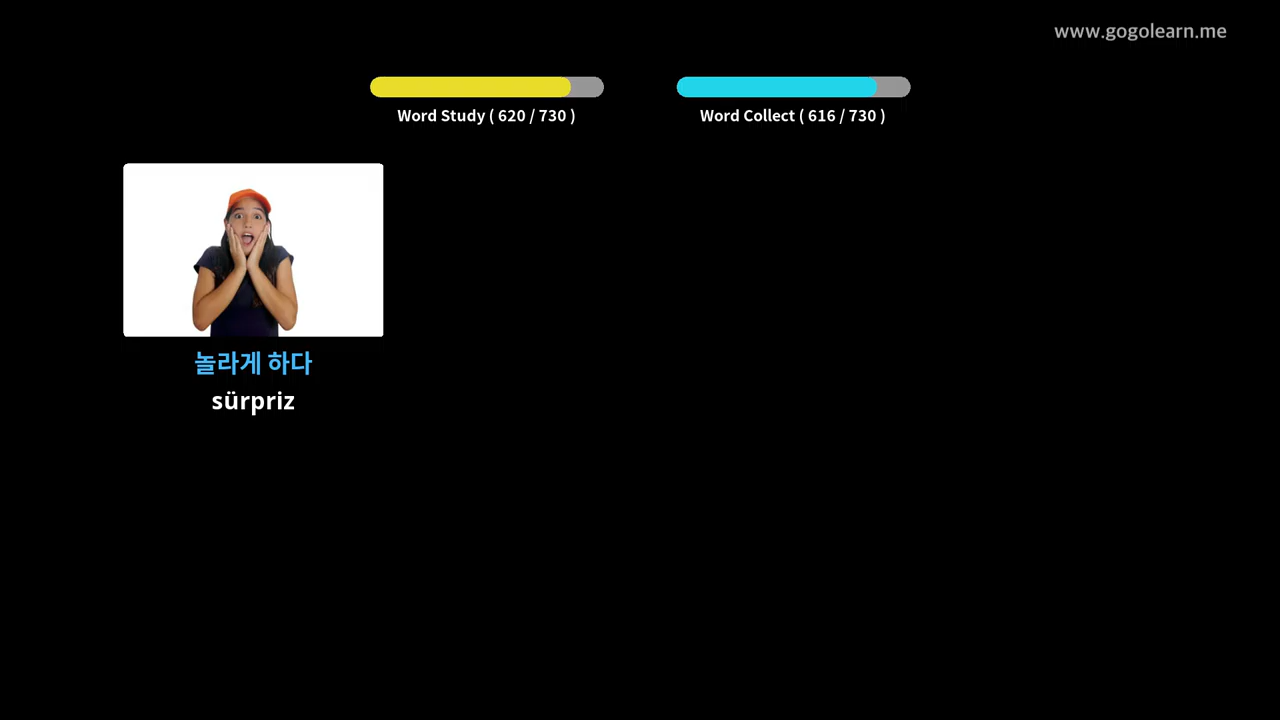 www.gogolearn.me
Word Study ( 620 / 730 )
Word Collect ( 616 / 730 )
놀라게 하다
sürpriz